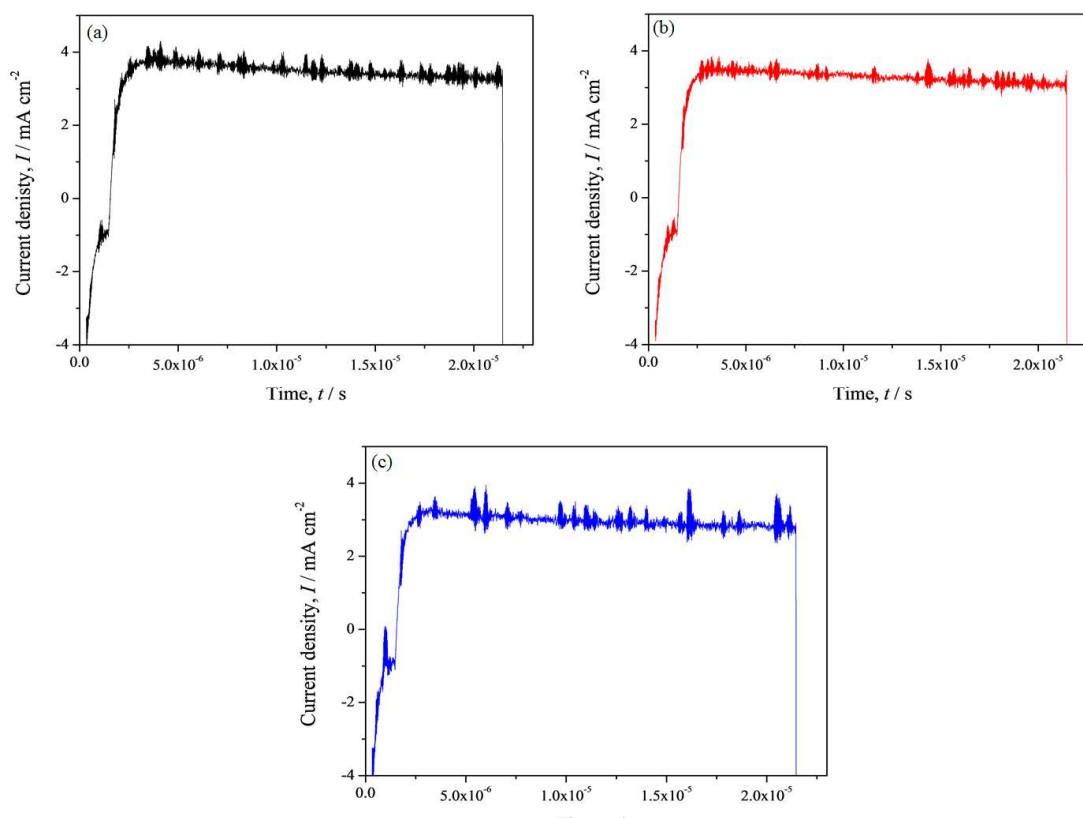 (a)
4
2
0
-2
-4
Current denisty, I / mA cm⁻²
0.0 5.0x10⁻⁶ 1.0x10⁻⁵ 1.5x10⁻⁵ 2.0x10⁻⁵
Time, t / s
(b)
4
2
0
-2
-4
Current density, I / mA cm⁻²
0.0 5.0x10⁻⁶ 1.0x10⁻⁵ 1.5x10⁻⁵ 2.0x10⁻⁵
Time, t / s
(c)
4
2
0
-2
-4
Current density, I / mA cm⁻²
0.0 5.0x10⁻⁶ 1.0x10⁻⁵ 1.5x10⁻⁵ 2.0x10⁻⁵